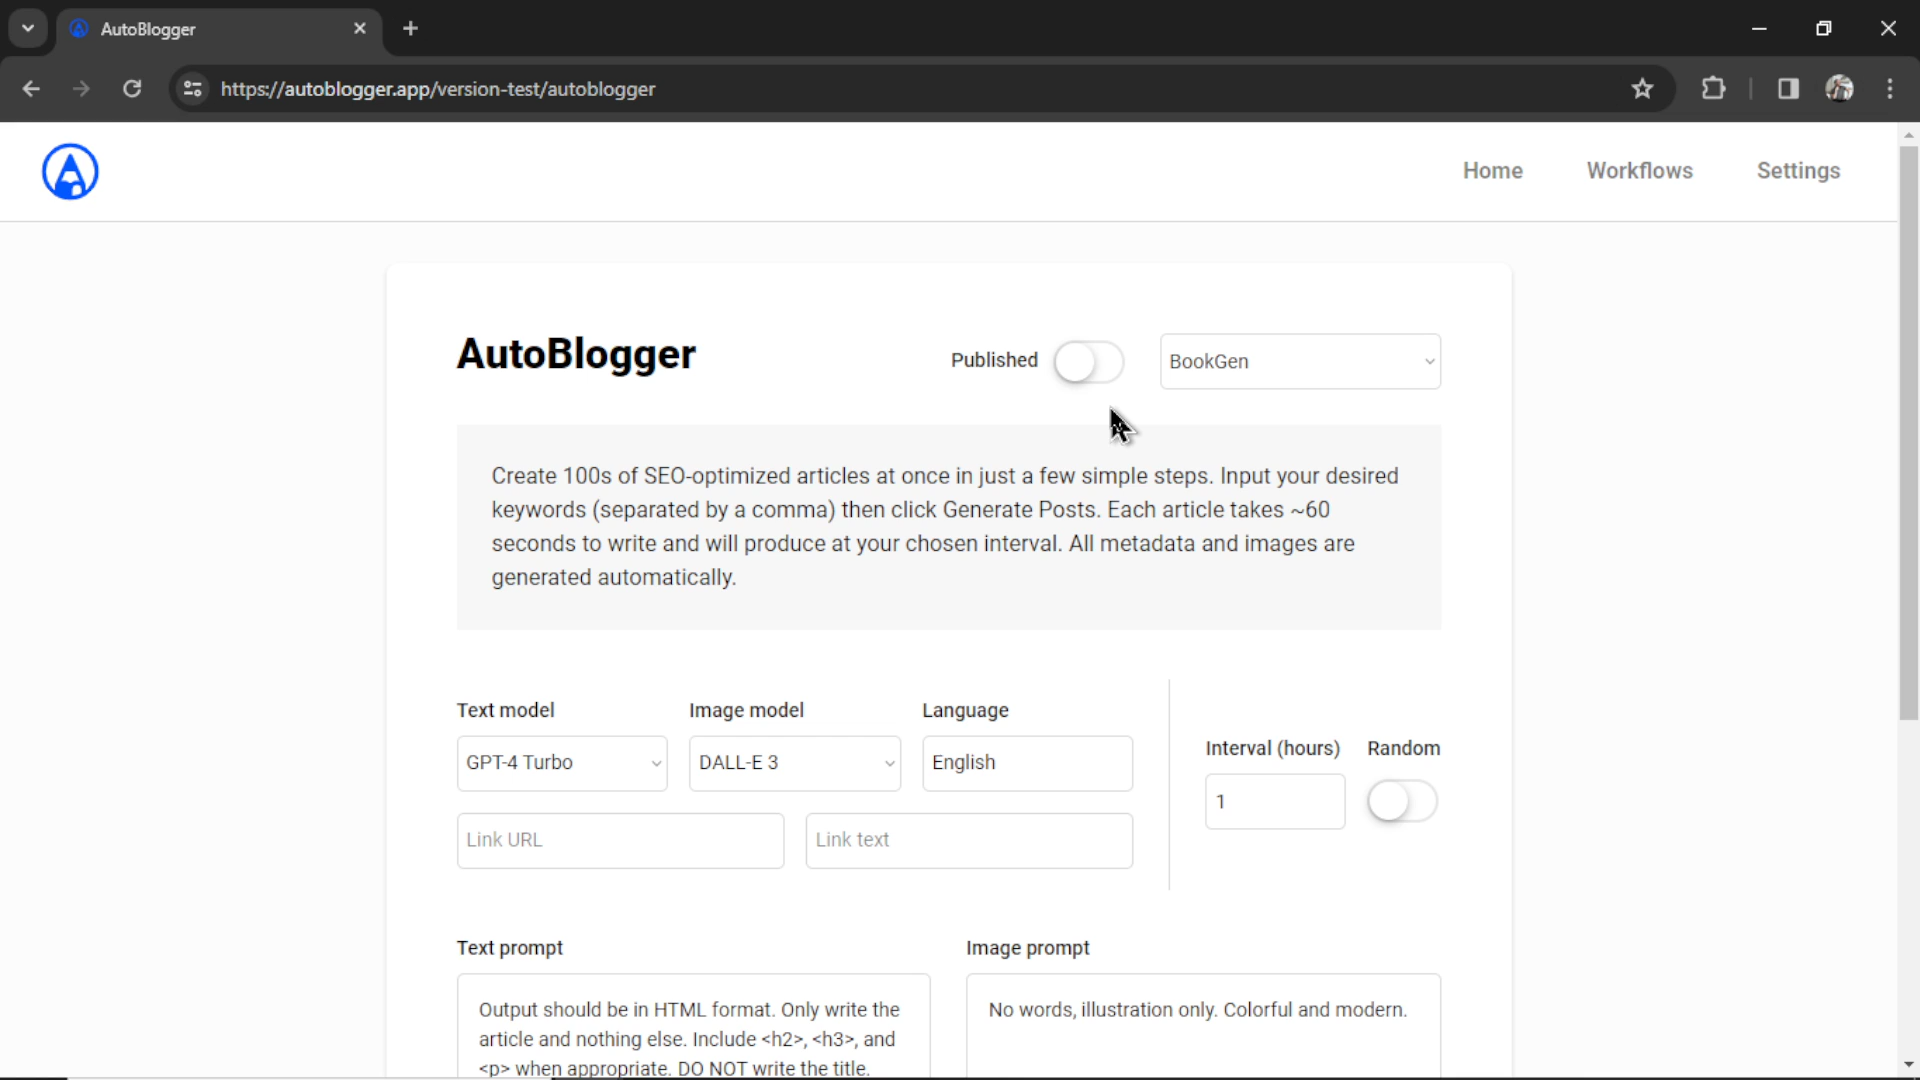 AutoBlogger
https://autoblogger.app/version-test/autoblogger
Home
Workflows
Settings
AutoBlogger
Published
BookGen
Create 100s of SEO-optimized articles at once in just a few simple steps. Input your desired
keywords (separated by a comma) then click Generate Posts. Each article takes ~60
seconds to write and will produce at your chosen interval. All metadata and images are
generated automatically.
Text model
Image model
Language
GPT-4 Turbo
DALL-E 3
English
Interval (hours)
Random
1
Link URL
Link text
Text prompt
Image prompt
Output should be in HTML format. Only write the
article and nothing else. Include <h2>, <h3>, and
<p> when appropriate. DO NOT write the title.
No words, illustration only. Colorful and modern.